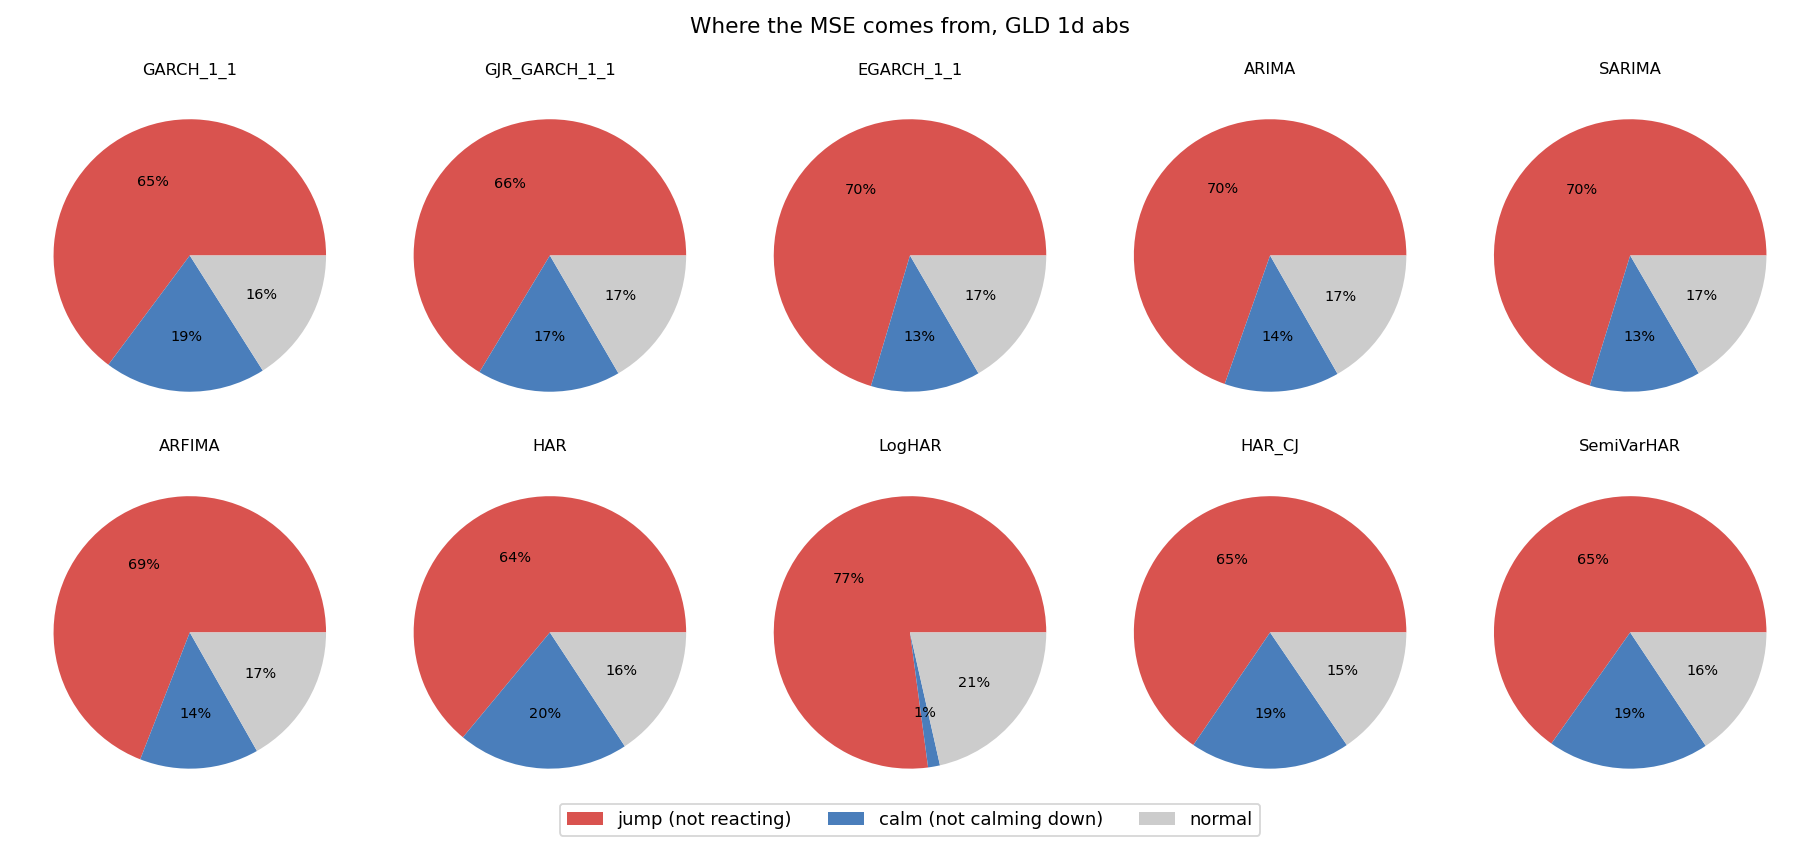 Where the MSE comes from, GLD 1d abs
GARCH_1_1
GJR_GARCH_1_1
EGARCH_1_1
ARIMA
SARIMA
65%
19%
16%
66%
17%
17%
70%
13%
17%
70%
14%
17%
70%
13%
17%
ARFIMA
HAR
LogHAR
HAR_CJ
SemiVarHAR
69%
14%
17%
64%
20%
16%
77%
1%
21%
65%
19%
15%
65%
19%
16%
jump (not reacting)
calm (not calming down)
normal